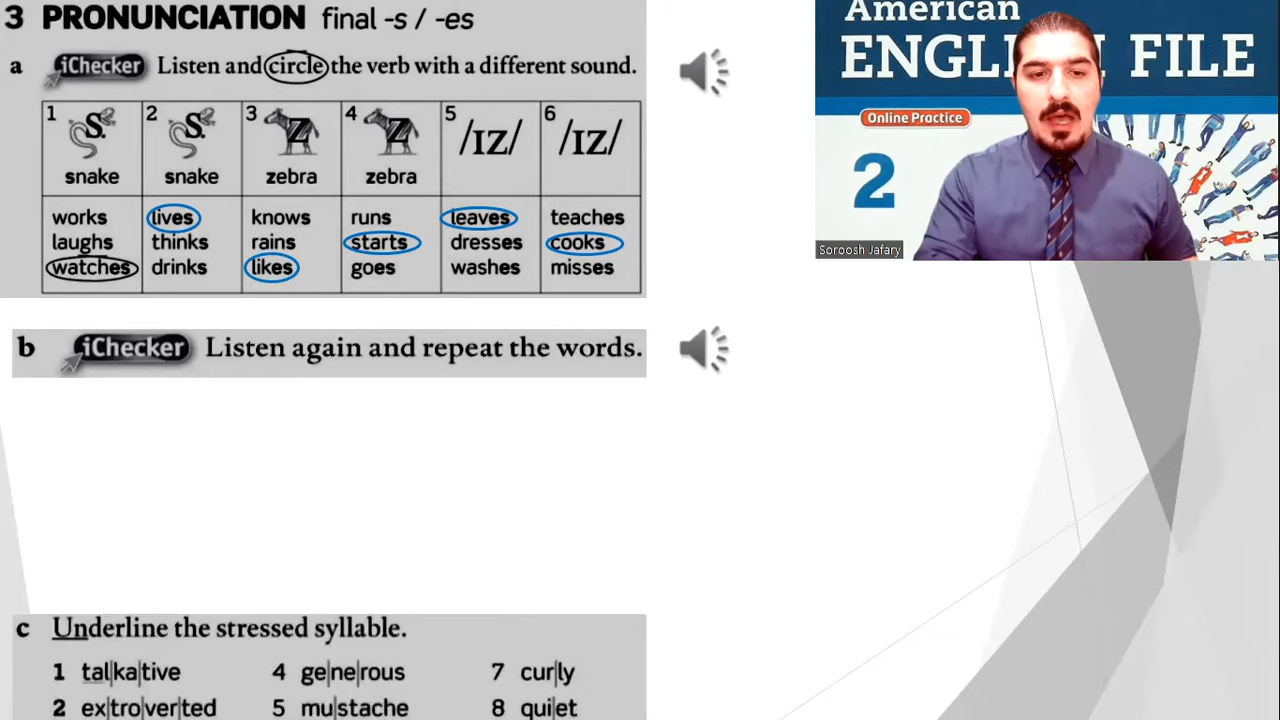 3 PRONUNCIATION final -s / -es
a iChecker Listen and circle the verb with a different sound.
1 S 2 S 3 Z 4 Z 5 /ɪz/ 6 /ɪz/
snake snake zebra zebra
works lives knows runs leaves teaches
laughs thinks rains starts dresses cooks
watches drinks likes goes washes misses
b iChecker Listen again and repeat the words.
c Underline the stressed syllable.
1 tal|ka|tive 4 ge|ne|rous 7 cur|ly
2 ex|tro|ver|ted 5 mu|stache 8 qui|et
American
ENGLISH FILE
Online Practice
2
Soroosh Jafary